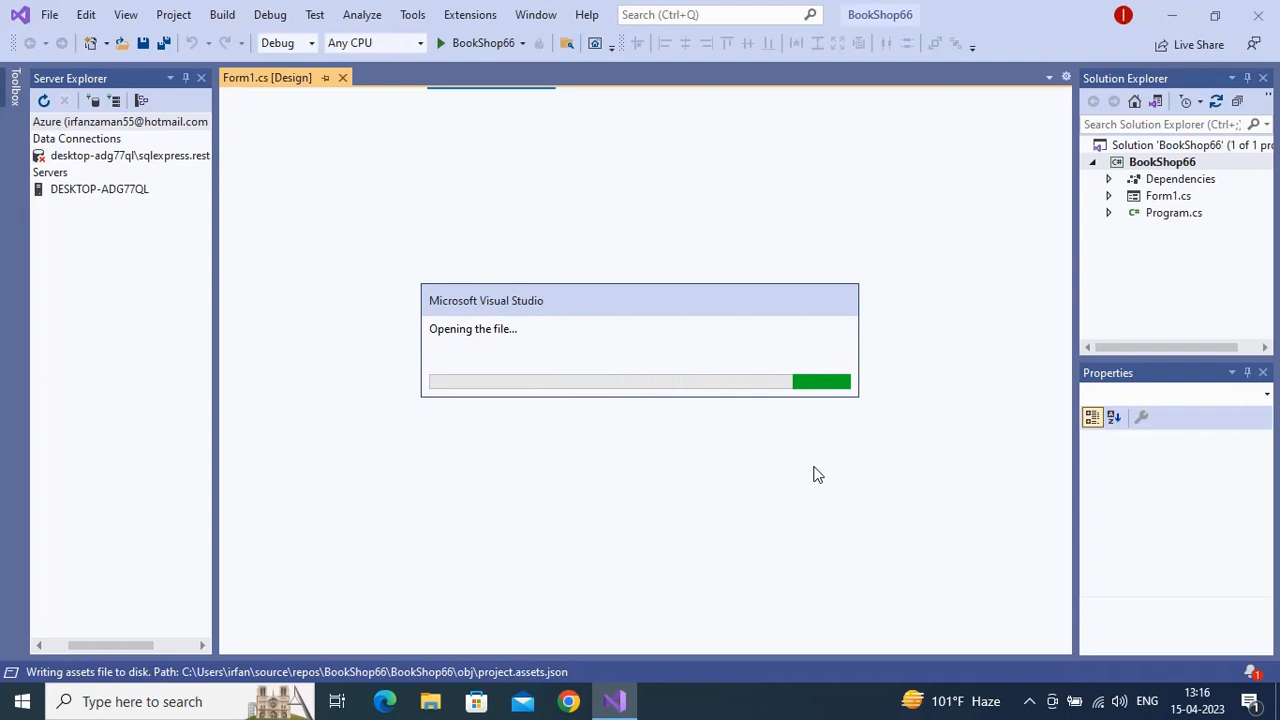 File Edit View Project Build Debug Test Analyze Tools Extensions Window Help Search (Ctrl+Q) BookShop66
Debug Any CPU BookShop66 Live Share
Toolbox
Server Explorer
Azure (irfanzaman55@hotmail.com
Data Connections
desktop-adg77ql\sqlexpress.rest
Servers
DESKTOP-ADG77QL
Form1.cs [Design]
Microsoft Visual Studio
Opening the file...
Solution Explorer
Search Solution Explorer (Ctrl+;)
Solution 'BookShop66' (1 of 1 pr
C# BookShop66
Dependencies
Form1.cs
C# Program.cs
Properties
Writing assets file to disk. Path: C:\Users\irfan\source\repos\BookShop66\BookShop66\obj\project.assets.json
1
Type here to search
101°F Haze
ENG
13:16
15-04-2023
1